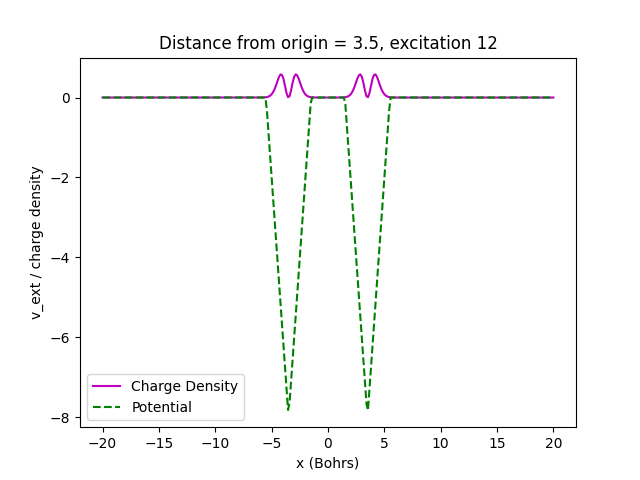 Distance from origin = 3.5, excitation 12
v_ext / charge density
0
−2
−4
−6
−8
Charge Density
Potential
−20
−15
−10
−5
0
5
10
15
20
x (Bohrs)